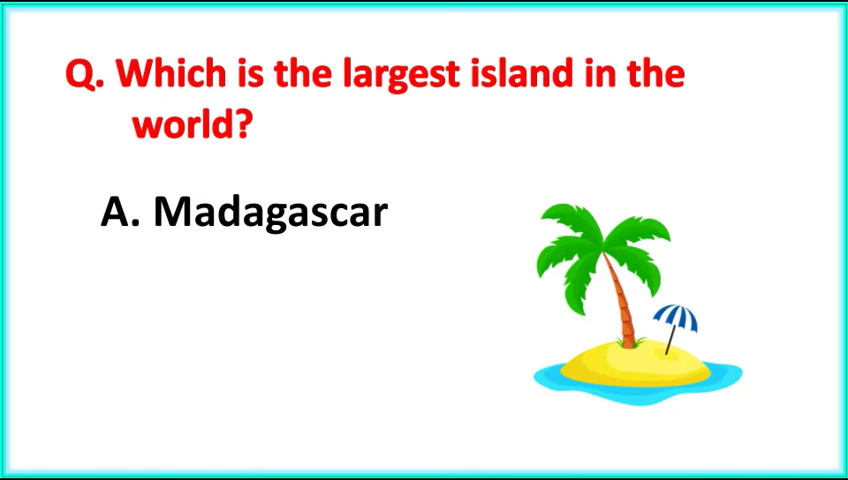 Q. Which is the largest island in the
world?
A. Madagascar